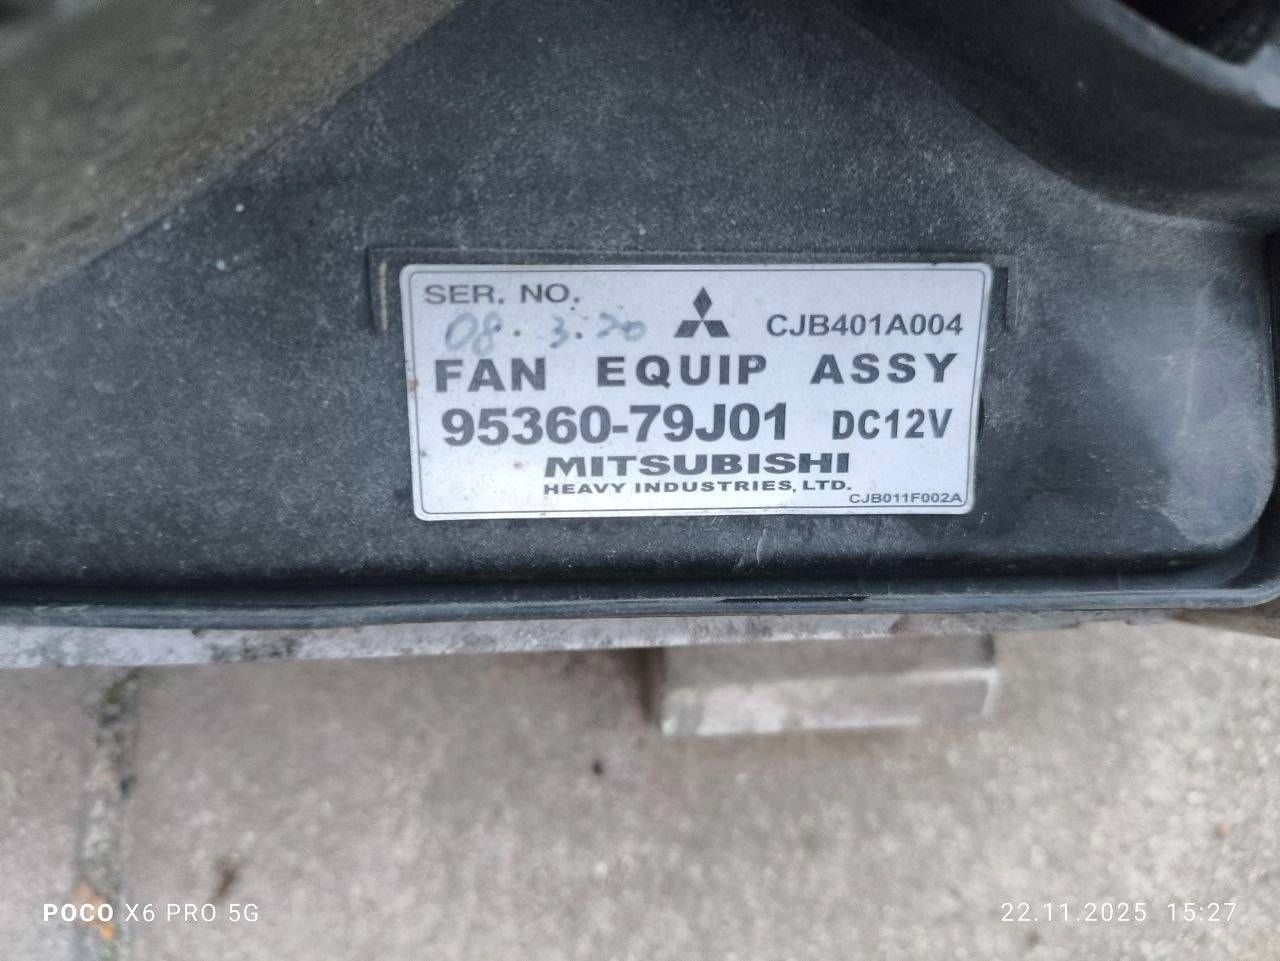 SER. NO.
08. 3.20
CJB401A004
FAN EQUIP ASSY
95360-79J01 DC12V
MITSUBISHI
HEAVY INDUSTRIES, LTD.
CJB011F002A
POCO X6 PRO 5G
22.11.2025 15:27